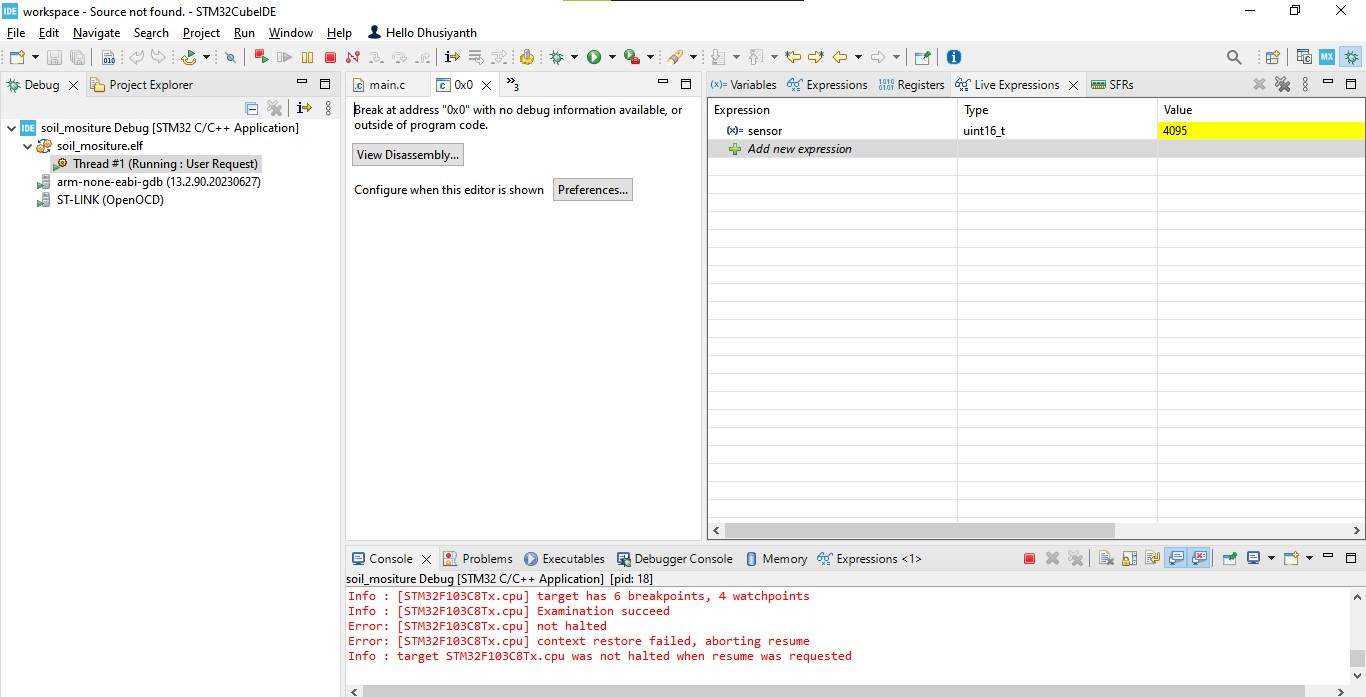 IDE workspace - Source not found. - STM32CubeIDE
File Edit Navigate Search Project Run Window Help Hello Dhusiyanth
Debug Project Explorer
IDE soil_mositure Debug [STM32 C/C++ Application]
soil_mositure.elf
Thread #1 (Running : User Request)
arm-none-eabi-gdb (13.2.90.20230627)
ST-LINK (OpenOCD)
main.c 0x0 »3
Break at address "0x0" with no debug information available, or
outside of program code.
View Disassembly...
Configure when this editor is shown Preferences...
(x)= Variables Expressions 1010 0101 Registers Live Expressions SFRs
Expression Type Value
(x)= sensor uint16_t 4095
Add new expression
Console Problems Executables Debugger Console Memory Expressions <1>
soil_mositure Debug [STM32 C/C++ Application] [pid: 18]
Info : [STM32F103C8Tx.cpu] target has 6 breakpoints, 4 watchpoints
Info : [STM32F103C8Tx.cpu] Examination succeed
Error: [STM32F103C8Tx.cpu] not halted
Error: [STM32F103C8Tx.cpu] context restore failed, aborting resume
Info : target STM32F103C8Tx.cpu was not halted when resume was requested